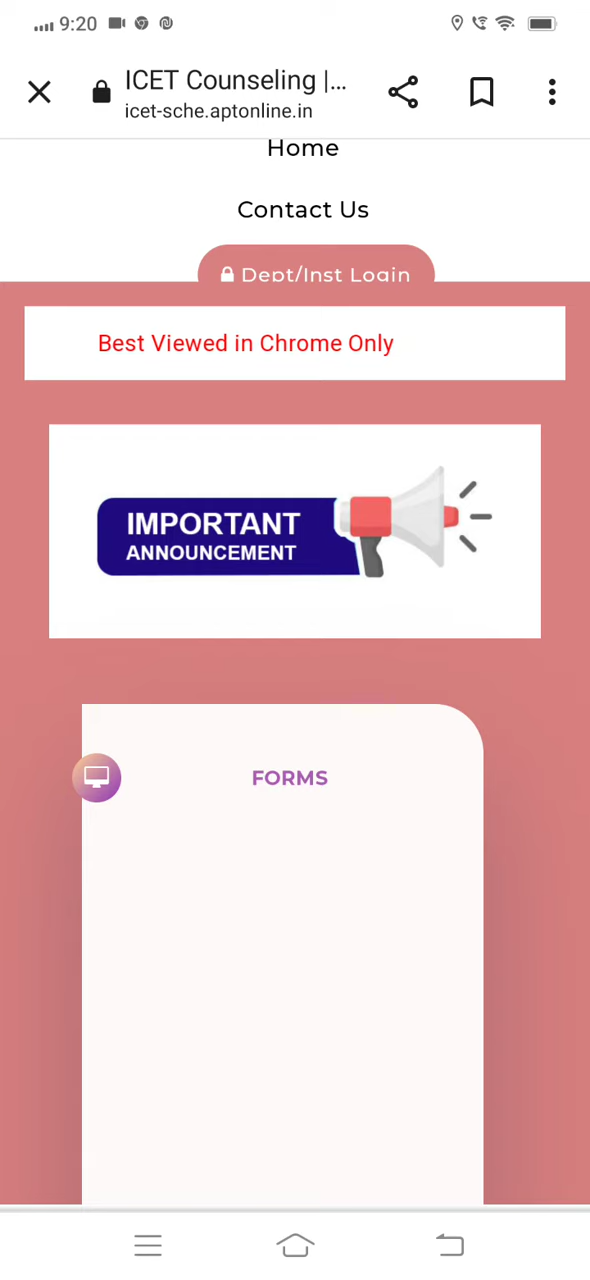 9:20
ICET Counseling |...
icet-sche.aptonline.in
Home
Contact Us
Dept/Inst Login
Best Viewed in Chrome Only
IMPORTANT
ANNOUNCEMENT
FORMS